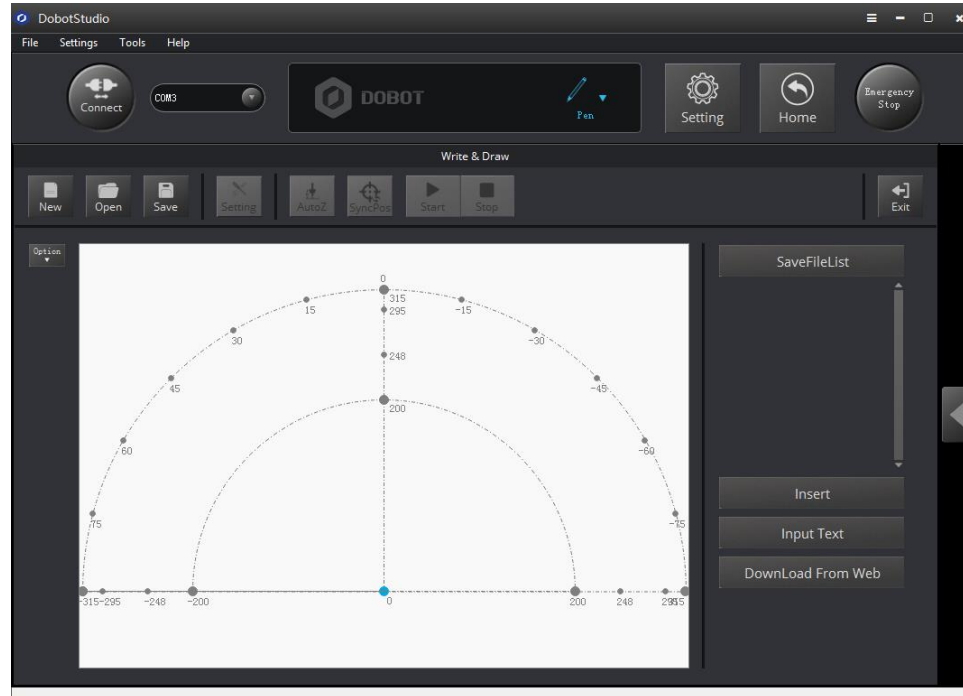 DobotStudio
File Settings Tools Help
Connect
COM3
DOBOT
Pen
Setting
Home
Emergency
Stop
Write & Draw
New
Open
Save
Setting
AutoZ
SyncPos
Start
Stop
Exit
Option
0
315
15
295
-15
30
-30
248
45
-45
200
60
-60
75
-75
-315 -295 -248 -200 0 200 248 295 315
SaveFileList
Insert
Input Text
DownLoad From Web